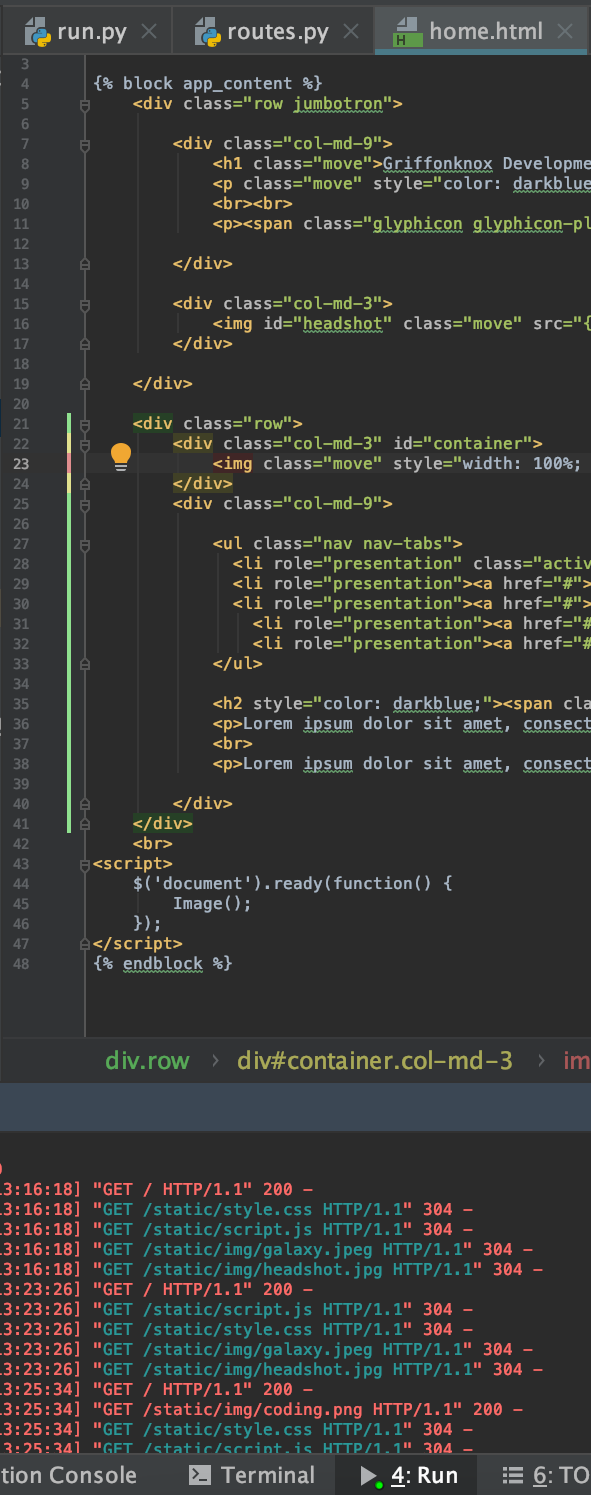 run.py routes.py home.html
H
3
4 {% block app_content %}
5 <div class="row jumbotron">
6
7 <div class="col-md-9">
8 <h1 class="move">Griffonknox Developme
9 <p class="move" style="color: darkblue
10 <br><br>
11 <p><span class="glyphicon glyphicon-pl
12
13 </div>
14
15 <div class="col-md-3">
16 <img id="headshot" class="move" src="{
17 </div>
18
19 </div>
20
21 <div class="row">
22 <div class="col-md-3" id="container">
23 <img class="move" style="width: 100%;
24 </div>
25 <div class="col-md-9">
26
27 <ul class="nav nav-tabs">
28 <li role="presentation" class="activ
29 <li role="presentation"><a href="#">
30 <li role="presentation"><a href="#">
31 <li role="presentation"><a href="#
32 <li role="presentation"><a href="#
33 </ul>
34
35 <h2 style="color: darkblue;"><span cla
36 <p>Lorem ipsum dolor sit amet, consect
37 <br>
38 <p>Lorem ipsum dolor sit amet, consect
39
40 </div>
41 </div>
42 <br>
43 <script>
44 $('document').ready(function() {
45 Image();
46 });
47 </script>
48 {% endblock %}
div.row › div#container.col-md-3 › im
13:16:18] "GET / HTTP/1.1" 200 -
13:16:18] "GET /static/style.css HTTP/1.1" 304 -
13:16:18] "GET /static/script.js HTTP/1.1" 304 -
13:16:18] "GET /static/img/galaxy.jpeg HTTP/1.1" 304 -
13:16:18] "GET /static/img/headshot.jpg HTTP/1.1" 304 -
13:23:26] "GET / HTTP/1.1" 200 -
13:23:26] "GET /static/script.js HTTP/1.1" 304 -
13:23:26] "GET /static/style.css HTTP/1.1" 304 -
13:23:26] "GET /static/img/galaxy.jpeg HTTP/1.1" 304 -
13:23:26] "GET /static/img/headshot.jpg HTTP/1.1" 304 -
13:25:34] "GET / HTTP/1.1" 200 -
13:25:34] "GET /static/img/coding.png HTTP/1.1" 200 -
13:25:34] "GET /static/style.css HTTP/1.1" 304 -
13:25:34] "GET /static/script.js HTTP/1.1" 304 -
tion Console Terminal 4: Run 6: TO